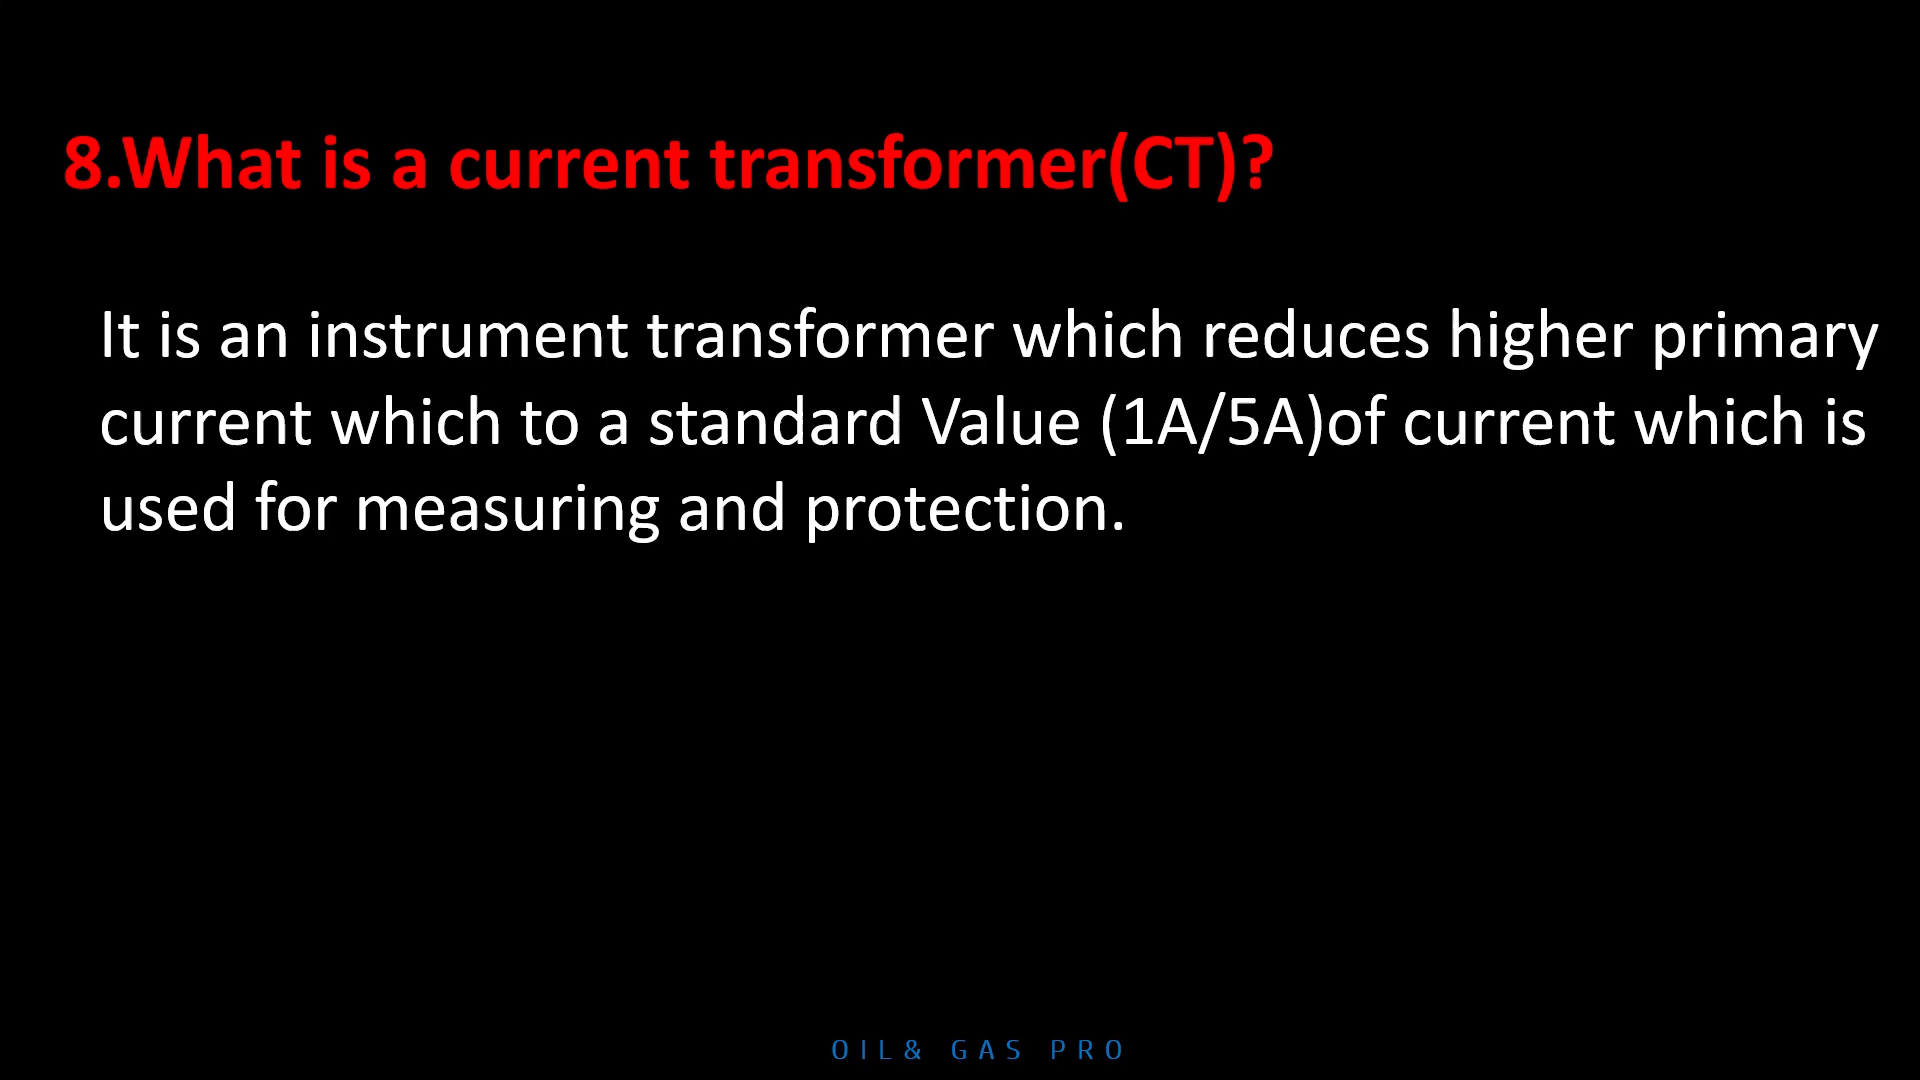 8.What is a current transformer(CT)?
It is an instrument transformer which reduces higher primary
current which to a standard Value (1A/5A)of current which is
used for measuring and protection.
OIL& GAS PRO